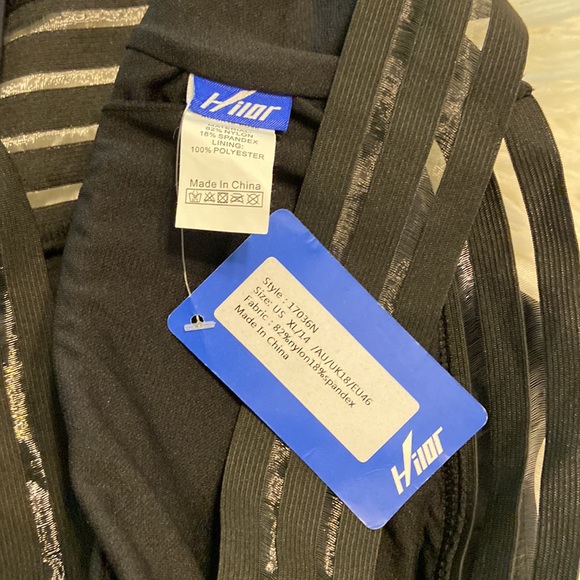 Hilor
MATERIAL:
82% NYLON
18% SPANDEX
LINING:
100% POLYESTER
Made In China
Style : 17036N
Size: US XL/14 /AU/UK18/EU46
Fabric : 82%nylon18%spandex
Made In China
Hilor